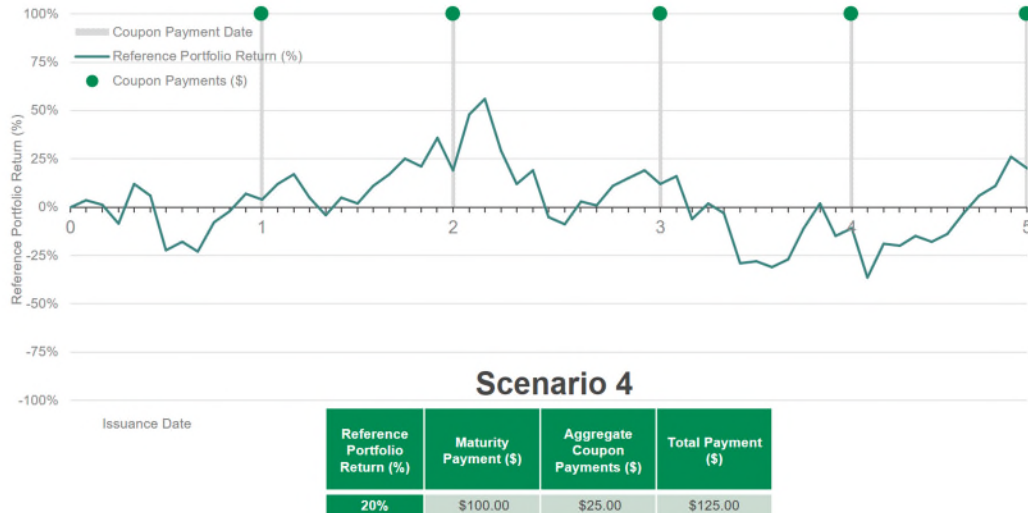 100%
Coupon Payment Date
75%
Reference Portfolio Return (%)
Coupon Payments ($)
50%
25%
0%
0
1
2
3
4
5
-25%
-50%
-75%
-100%
Reference Portfolio Return (%)
Scenario 4
Issuance Date
Reference
Portfolio
Return (%)
Maturity
Payment ($)
Aggregate
Coupon
Payments ($)
Total Payment
($)
20%
$100.00
$25.00
$125.00